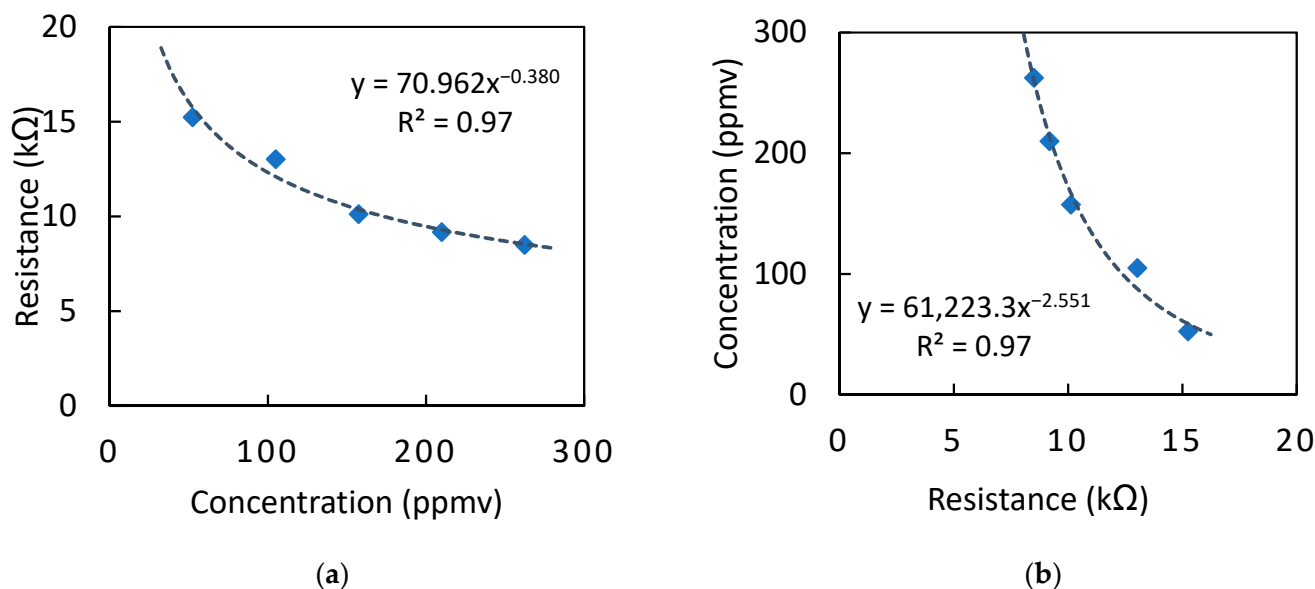 20
15
10
5
0
Resistance (kΩ)
y = 70.962x⁻⁰·³⁸⁰
R² = 0.97
0 100 200 300
Concentration (ppmv)
(a)
300
200
100
0
Concentration (ppmv)
y = 61,223.3x⁻²·⁵⁵¹
R² = 0.97
0 5 10 15 20
Resistance (kΩ)
(b)